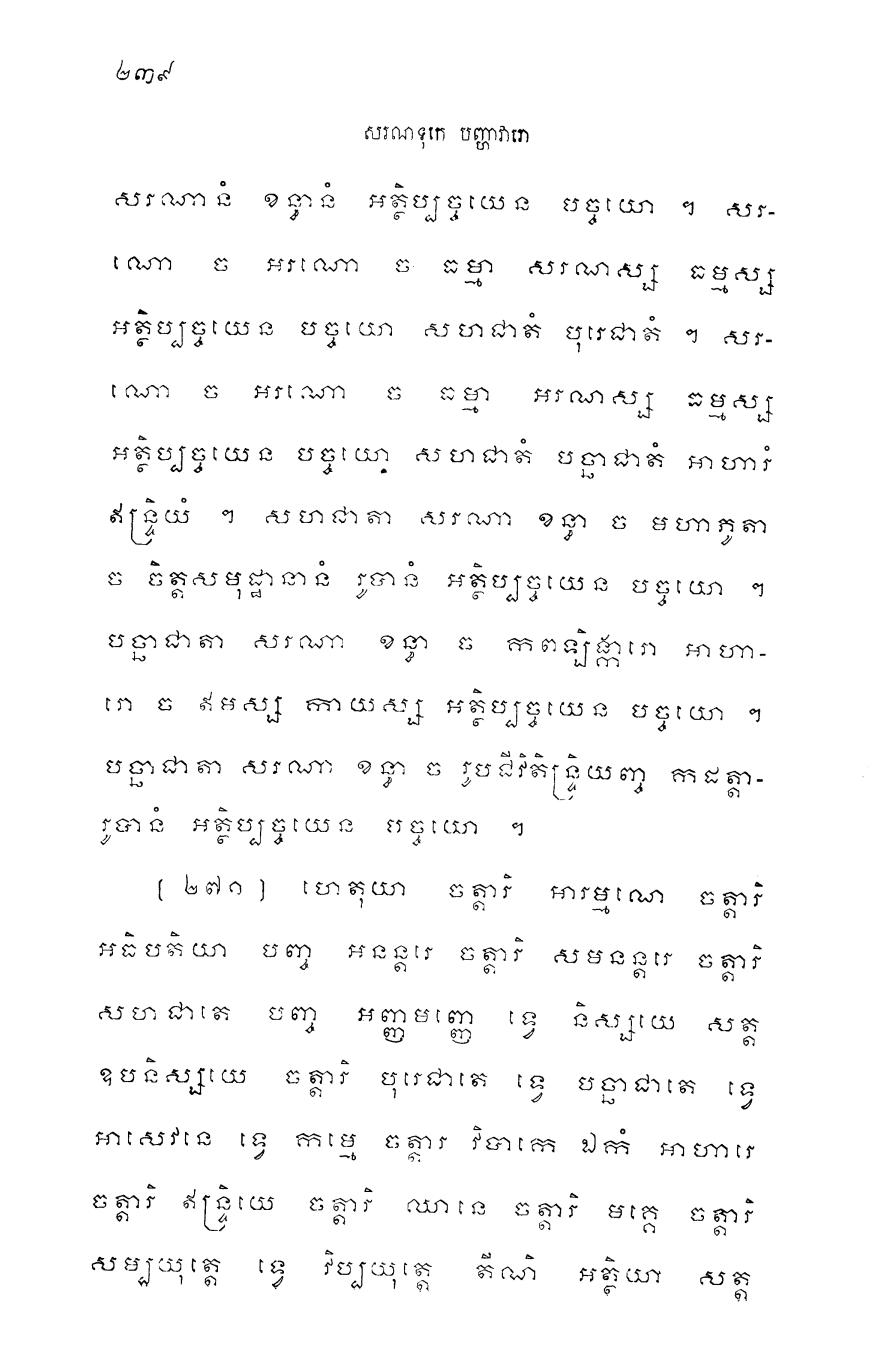 ២៣៩
សរណទុកេ បញ្ហាវារោ
សរណានំ ខន្ធានំ អត្ថិប្បច្ចយេន បច្ចយោ ។ សរ-
ណោ ច អរណោ ច ធម្មា សរណស្ស ធម្មស្ស
អត្ថិប្បច្ចយេន បច្ចយោ សហជាតំ បុរេជាតំ ។ សរ-
ណោ ច អរណោ ច ធម្មា អរណស្ស ធម្មស្ស
អត្ថិប្បច្ចយេន បច្ចយោ សហជាតំ បច្ឆាជាតំ អាហារំ
ឥន្ទ្រិយំ ។ សហជាតា សរណា ខន្ធា ច មហាភូតា
ច ចិត្តសមុដ្ឋានានំ រូបានំ អត្ថិប្បច្ចយេន បច្ចយោ ។
បច្ឆាជាតា សរណា ខន្ធា ច កពឡិង្ការោ អាហា-
រោ ច ឥមស្ស កាយស្ស អត្ថិប្បច្ចយេន បច្ចយោ ។
បច្ឆាជាតា សរណា ខន្ធា ច រូបជីវិតិន្ទ្រិយញ្ច កដត្តា-
រូបានំ អត្ថិប្បច្ចយេន បច្ចយោ ។
[ ២៧១ ] ហេតុយា ចត្តារិ អារម្មណេ ចត្តារិ
អធិបតិយា បញ្ច អនន្តរេ ចត្តារិ សមនន្តរេ ចត្តារិ
សហជាតេ បញ្ច អញ្ញមញ្ញេ ទ្វេ និស្សយេ សត្ត
ឧបនិស្សយេ ចត្តារិ បុរេជាតេ ទ្វេ បច្ឆាជាតេ ទ្វេ
អាសេវនេ ទ្វេ កម្មេ ចត្តារ វិបាកេ ឯកំ អាហារេ
ចត្តារិ ឥន្ទ្រិយេ ចត្តារិ ឈានេ ចត្តារិ មគ្គេ ចត្តារិ
សម្បយុត្តេ ទ្វេ វិប្បយុត្តេ តីណិ អត្ថិយា សត្ត